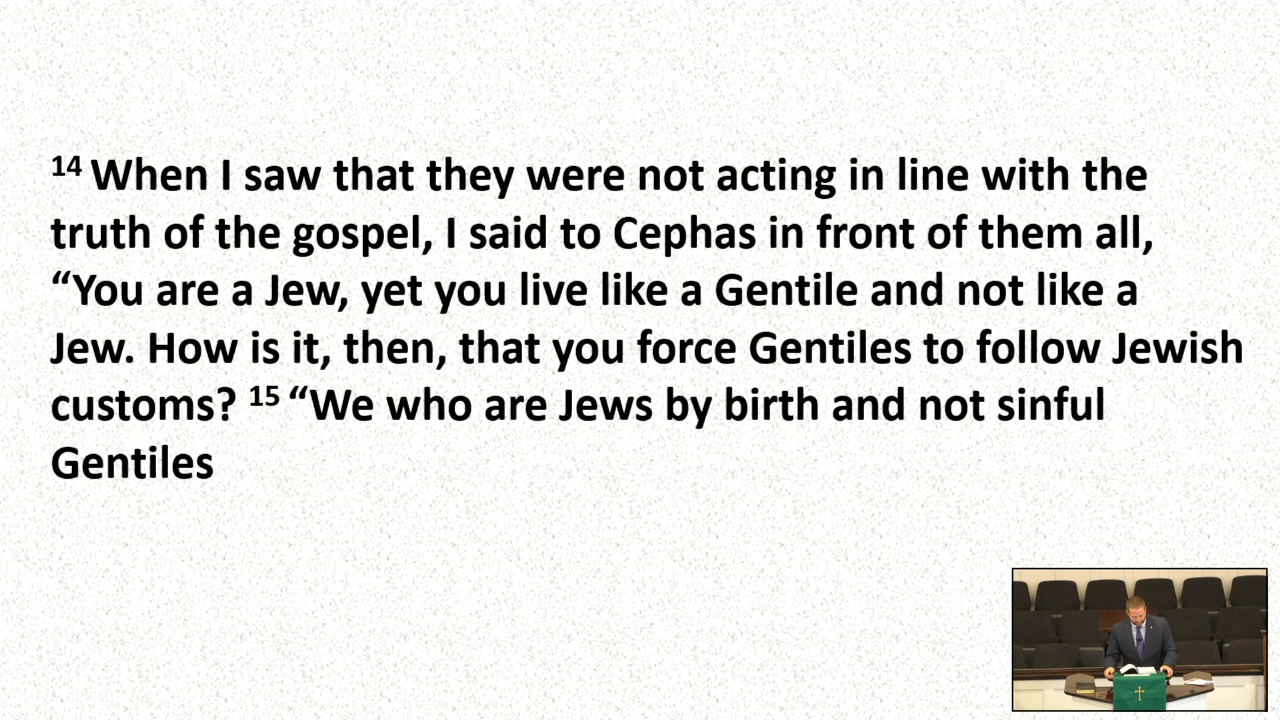 14 When I saw that they were not acting in line with the
truth of the gospel, I said to Cephas in front of them all,
“You are a Jew, yet you live like a Gentile and not like a
Jew. How is it, then, that you force Gentiles to follow Jewish
customs? 15 “We who are Jews by birth and not sinful
Gentiles